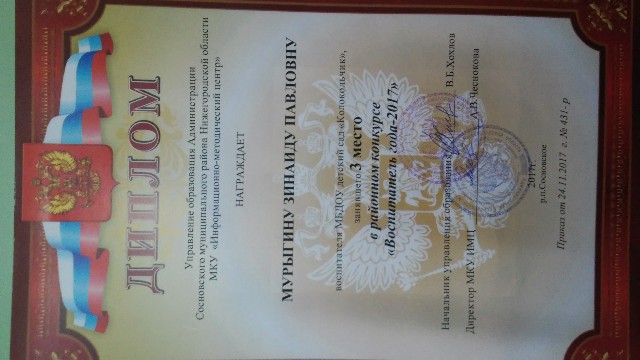 ДИПЛОМ
Управление образования Администрации
Сосновского муниципального района Нижегородской области
МКУ «Информационно-методический центр»
НАГРАЖДАЕТ
МУРЫГИНУ ЗИНАИДУ ПАВЛОВНУ
воспитателя МБДОУ детский сад «Колокольчик»,
занявшего 3 место
в районном конкурсе
«Воспитатель года-2017»
Начальник управления образования В.Б.Хохлов
Директор МКУ ИМЦ А.В.Чеснокова
2017г.
р.п.Сосновское
Приказ от 24.11.2017 г. № 431- р